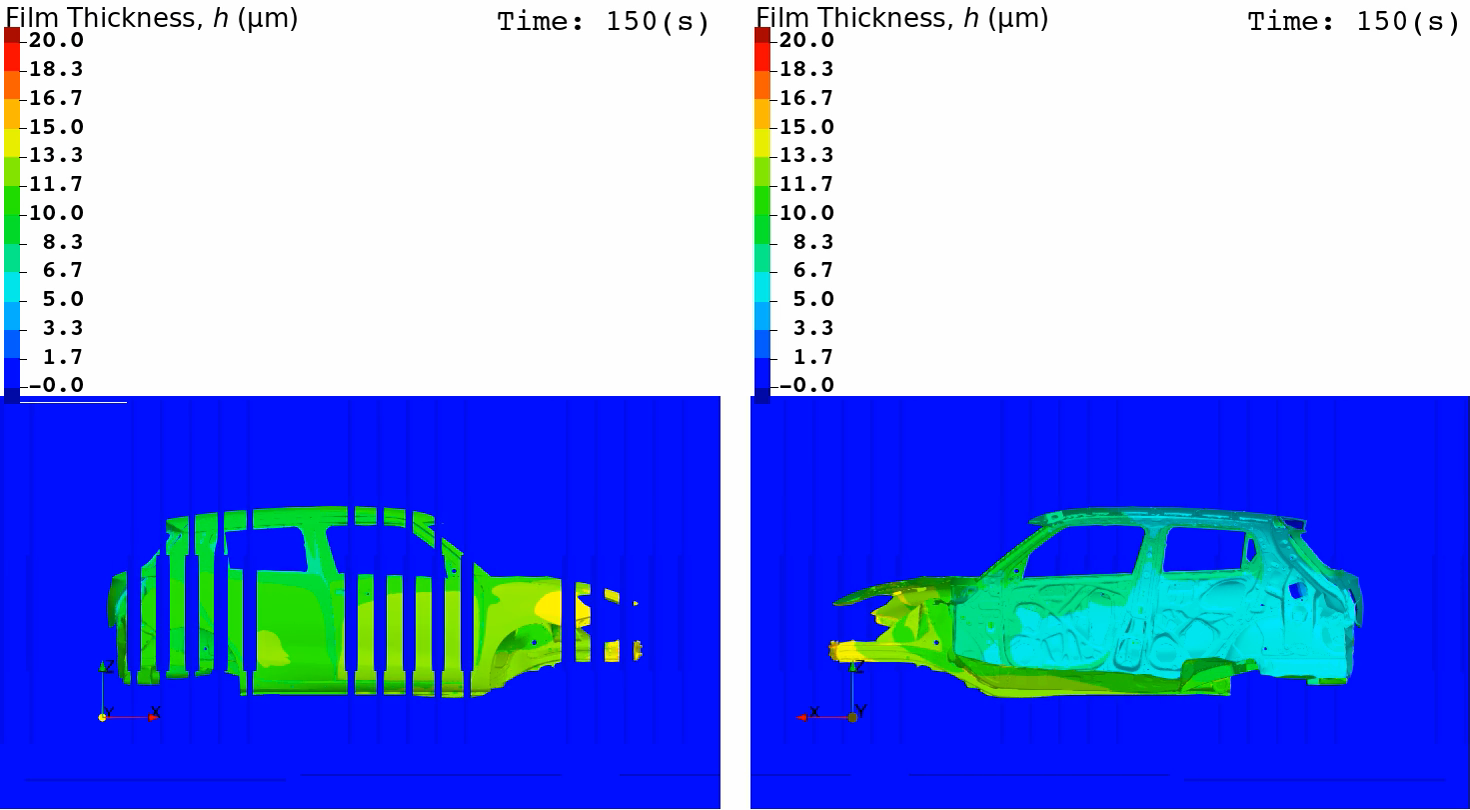 Film Thickness, h (µm)
Time: 150(s)
20.0
18.3
16.7
15.0
13.3
11.7
10.0
8.3
6.7
5.0
3.3
1.7
-0.0
Z
Y
X
Film Thickness, h (µm)
Time: 150(s)
20.0
18.3
16.7
15.0
13.3
11.7
10.0
8.3
6.7
5.0
3.3
1.7
-0.0
Z
X
Y